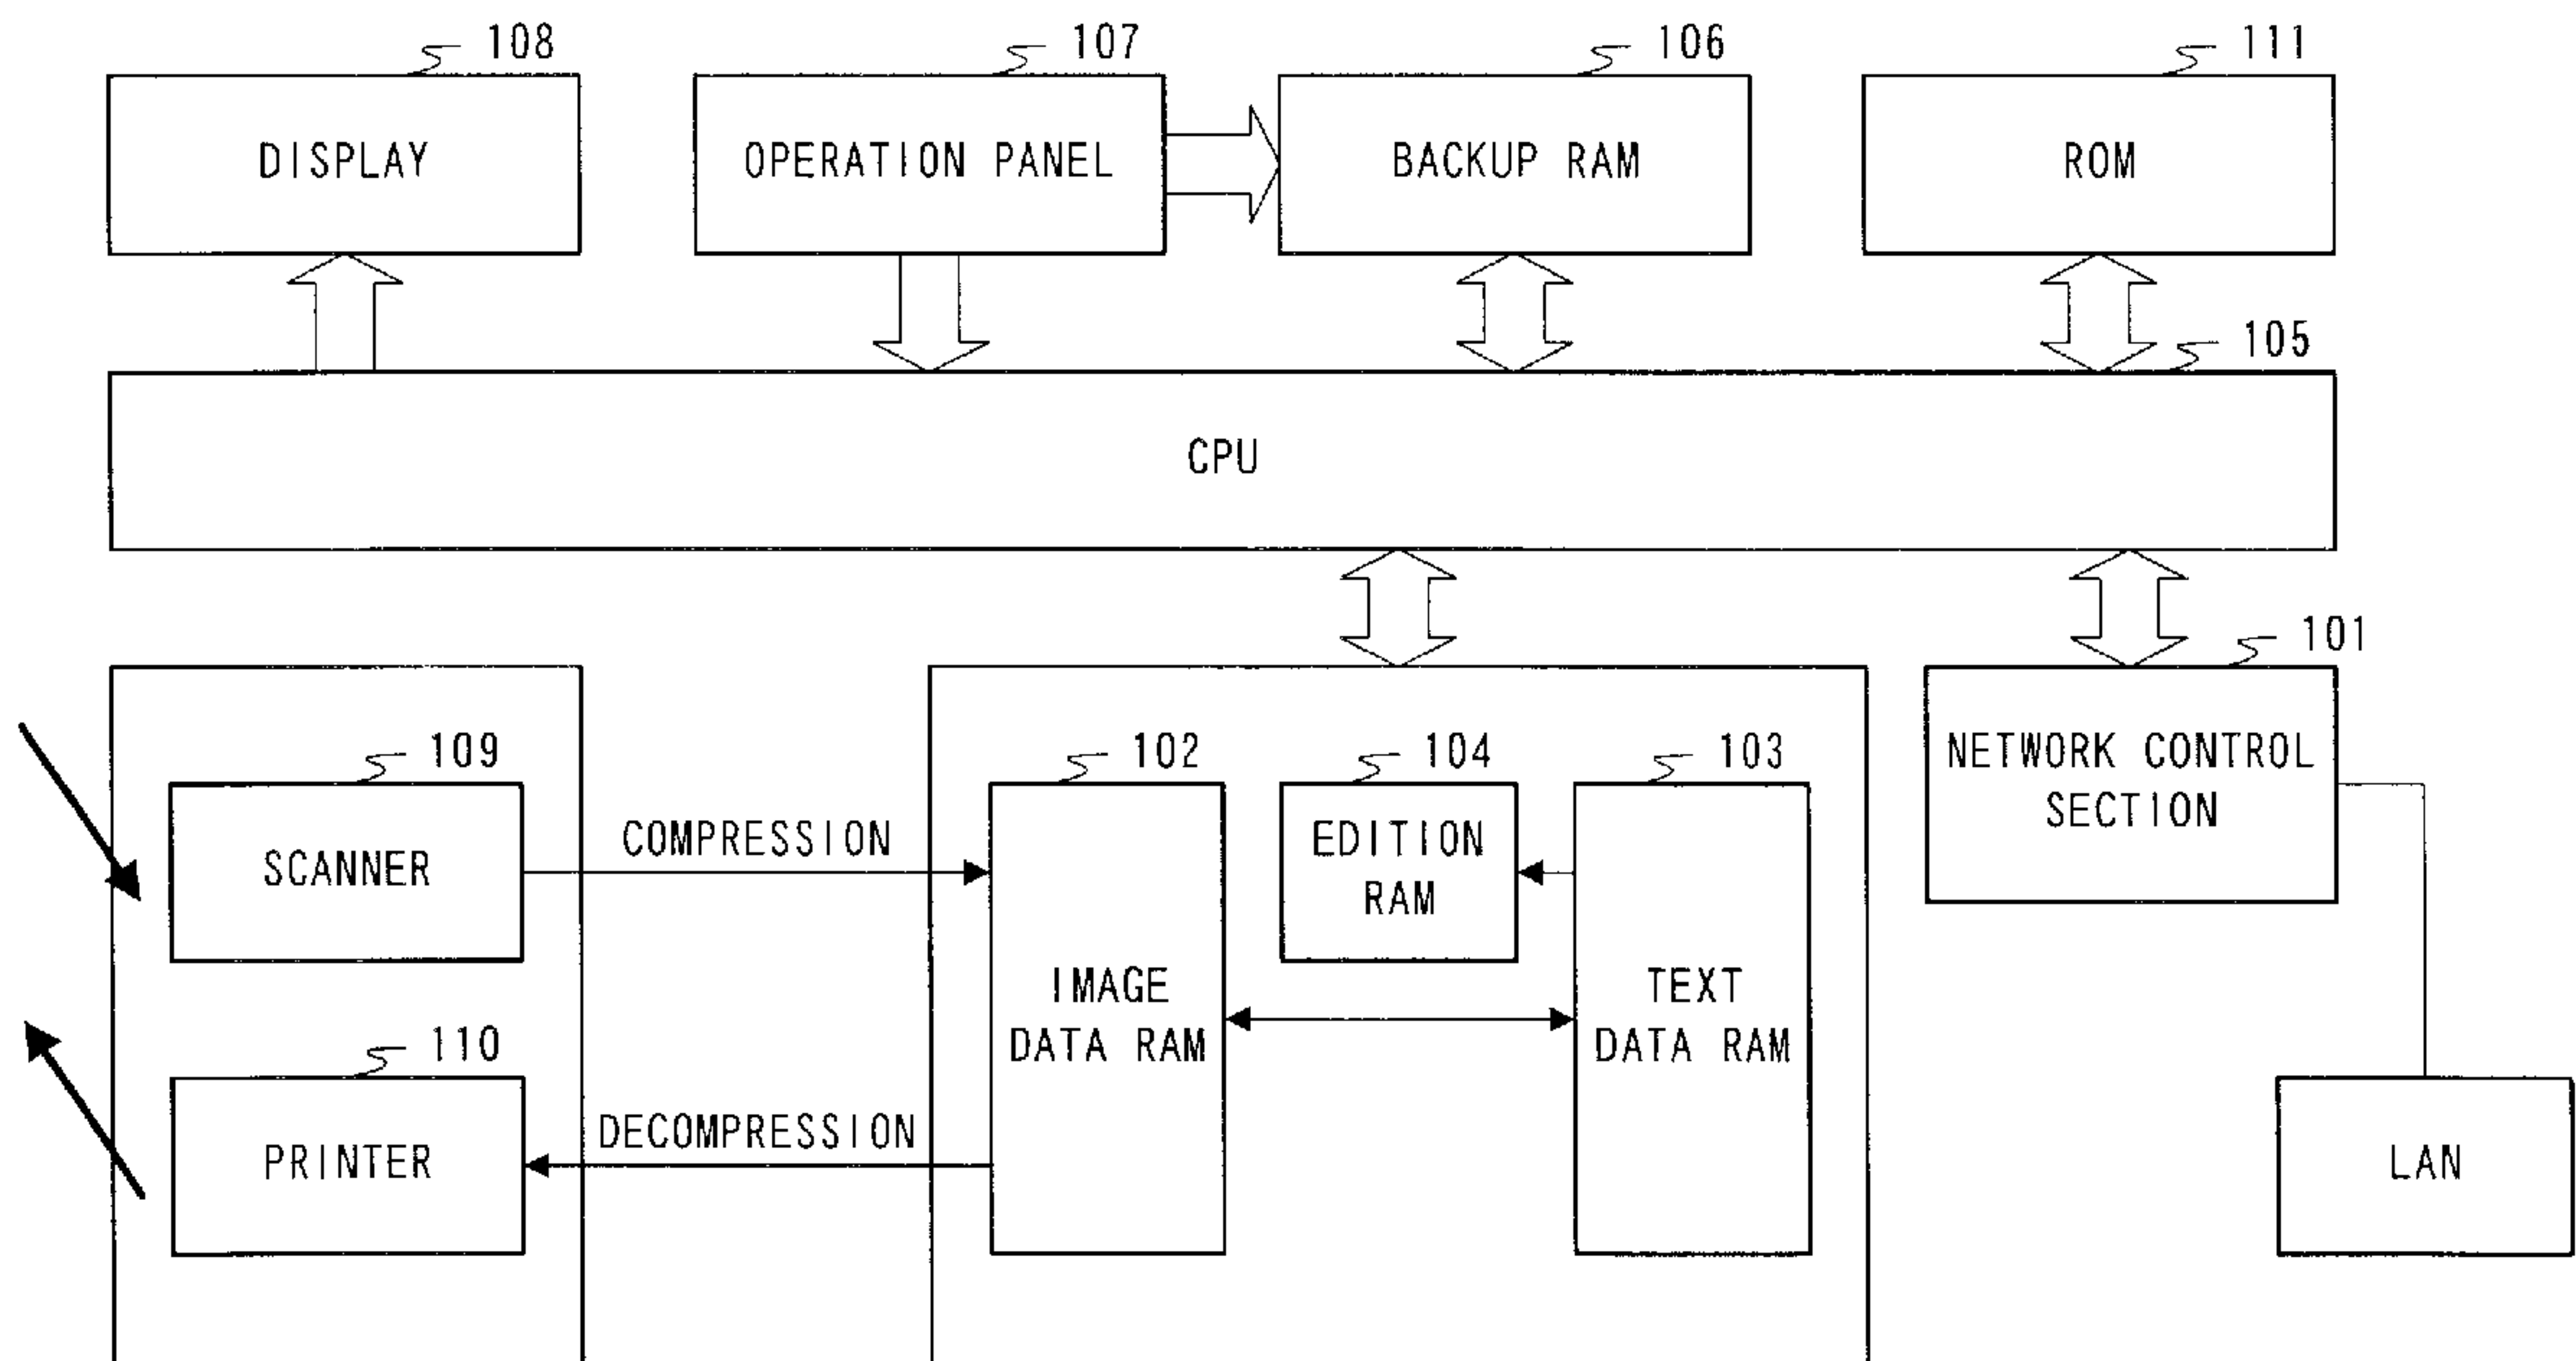 108
107
106
111
DISPLAY
OPERATION PANEL
BACKUP RAM
ROM
105
CPU
101
NETWORK CONTROL
SECTION
109
102
104
103
SCANNER
COMPRESSION
EDITION
RAM
IMAGE
DATA RAM
TEXT
DATA RAM
110
PRINTER
DECOMPRESSION
LAN